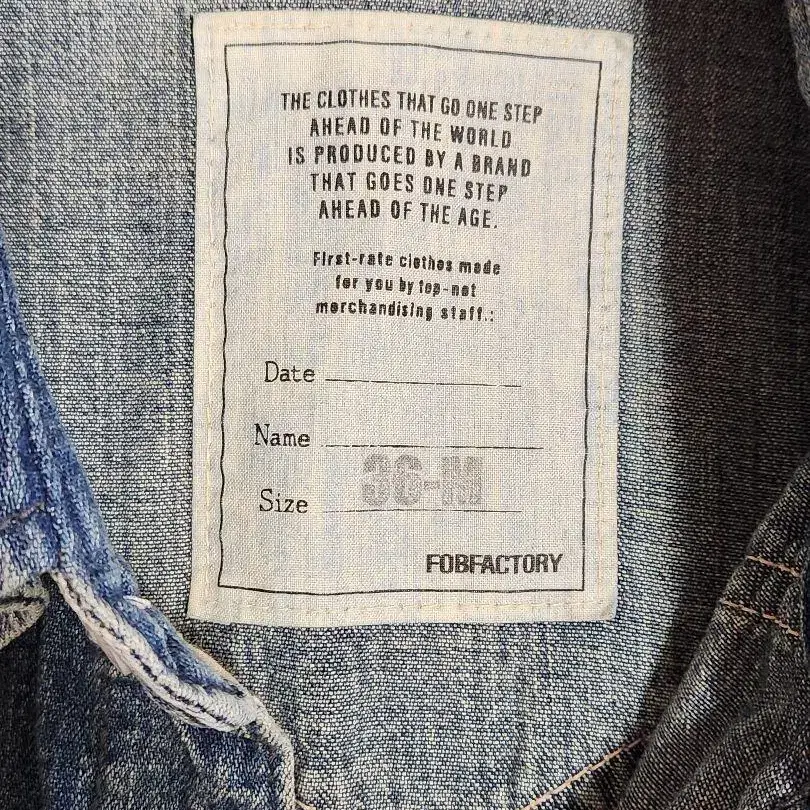 THE CLOTHES THAT GO ONE STEP
AHEAD OF THE WORLD
IS PRODUCED BY A BRAND
THAT GOES ONE STEP
AHEAD OF THE AGE.
First-rate clothes made
for you by top-not
merchandising staff.:
Date
Name
Size 36-M
FOBFACTORY